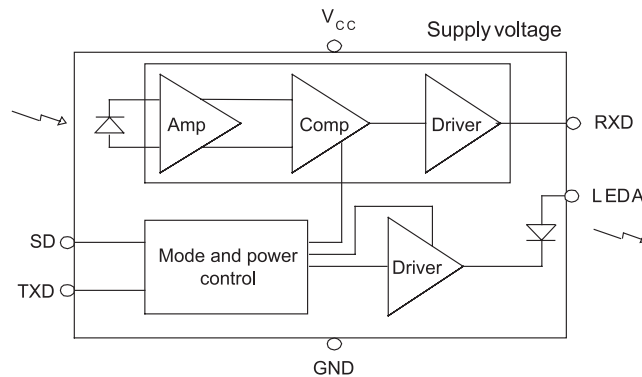 VCC
Supply voltage
Amp
Comp
Driver
RXD
LEDA
SD
Mode and power
control
Driver
TXD
GND